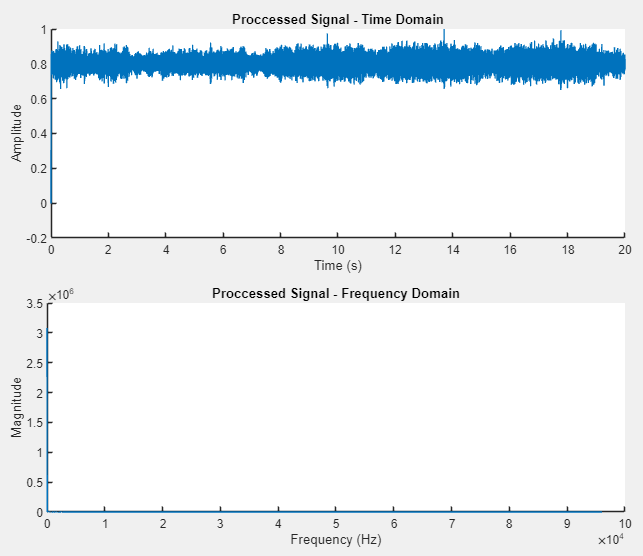 Proccessed Signal - Time Domain
1
0.8
0.6
0.4
0.2
0
-0.2
Amplitude
0 2 4 6 8 10 12 14 16 18 20
Time (s)
Proccessed Signal - Frequency Domain
×10⁶
3.5
3
2.5
2
1.5
1
0.5
0
Magnitude
0 1 2 3 4 5 6 7 8 9 10
Frequency (Hz)
×10⁴